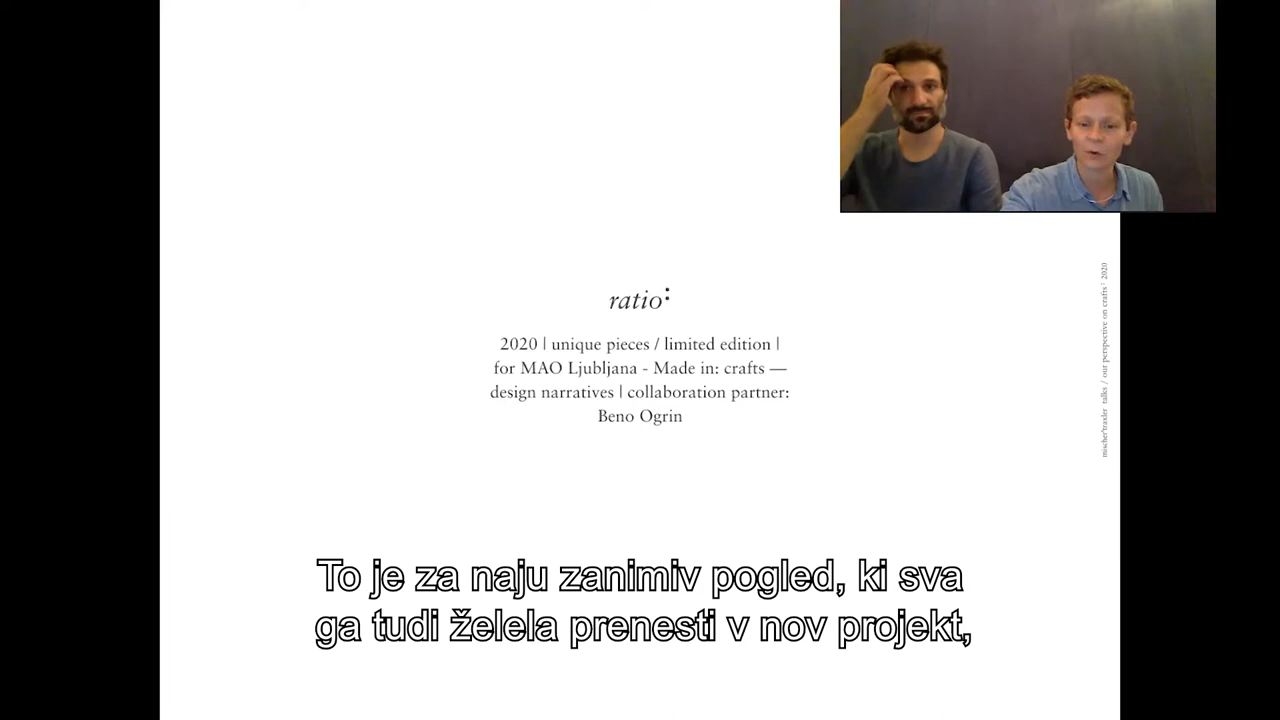 ratio:
2020 | unique pieces / limited edition |
for MAO Ljubljana - Made in: crafts —
design narratives | collaboration partner:
Beno Ogrin
mischer'traxler talks / our perspective on crafts : 2020
To je za naju zanimiv pogled, ki sva
ga tudi želela prenesti v nov projekt,